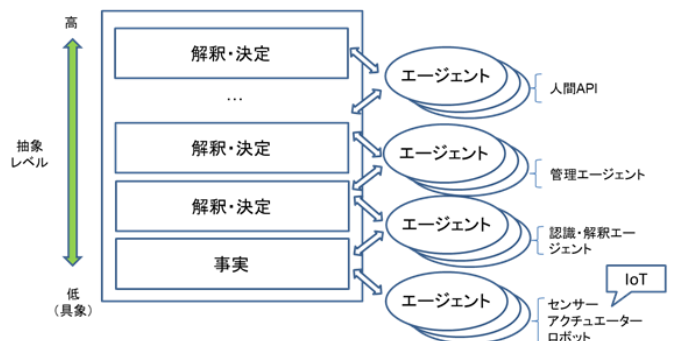 高
解釈・決定
エージェント
人間API
…
抽象
レベル
解釈・決定
エージェント
管理エージェント
解釈・決定
エージェント
認識・解釈エー
ジェント
事実
IoT
低
(具象)
エージェント
センサー
アクチュエーター
ロボット